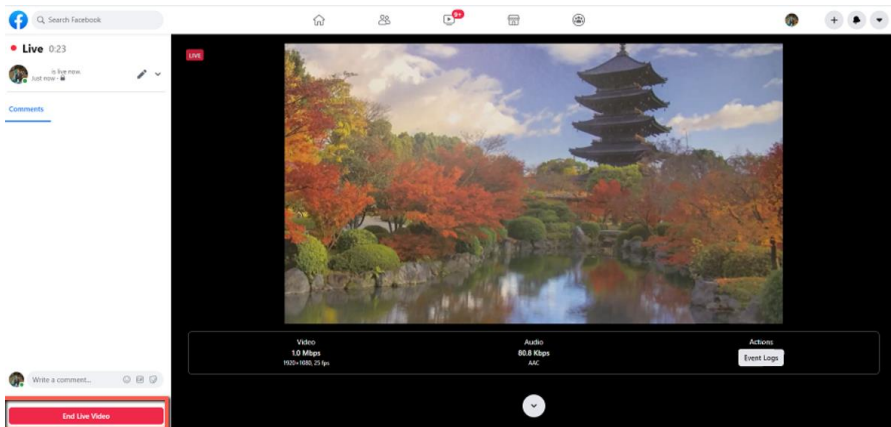 Search Facebook
9+
Live 0:23
is live now.
Just now
Comments
LIVE
Video
1.0 Mbps
1920×1080, 25 fps
Audio
80.8 Kbps
AAC
Actions
Event Logs
Write a comment...
GIF
End Live Video